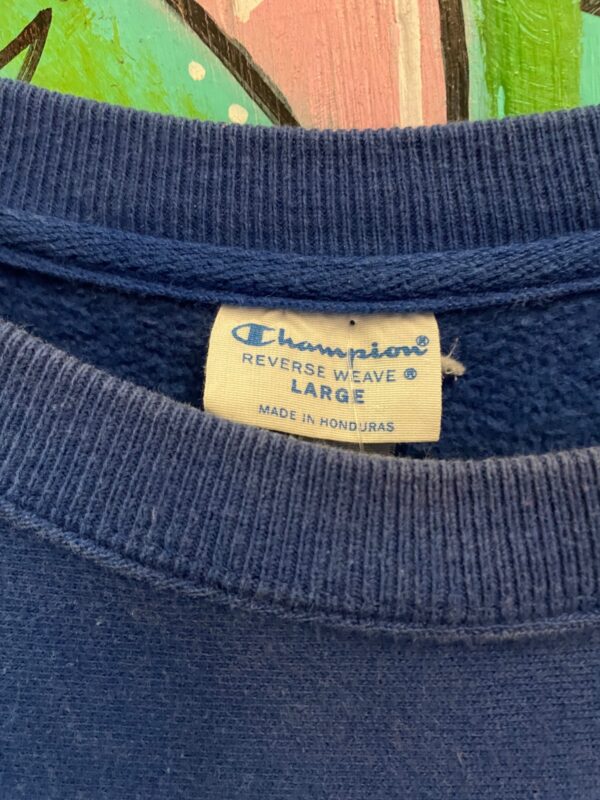 Champion®
REVERSE WEAVE ®
LARGE
MADE IN HONDURAS